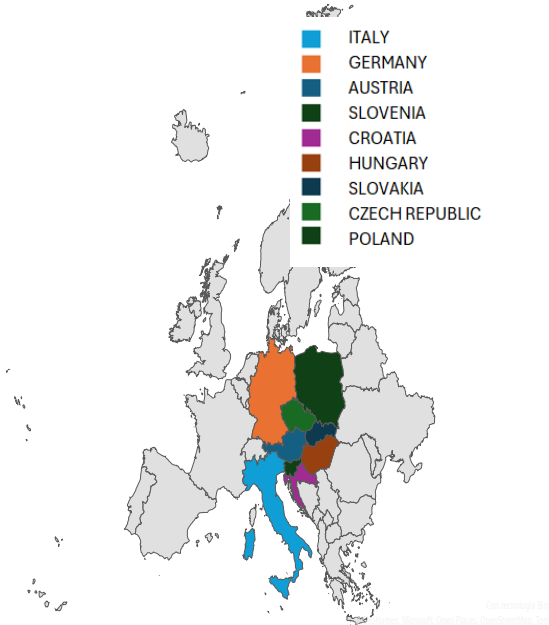 ITALY
GERMANY
AUSTRIA
SLOVENIA
CROATIA
HUNGARY
SLOVAKIA
CZECH REPUBLIC
POLAND